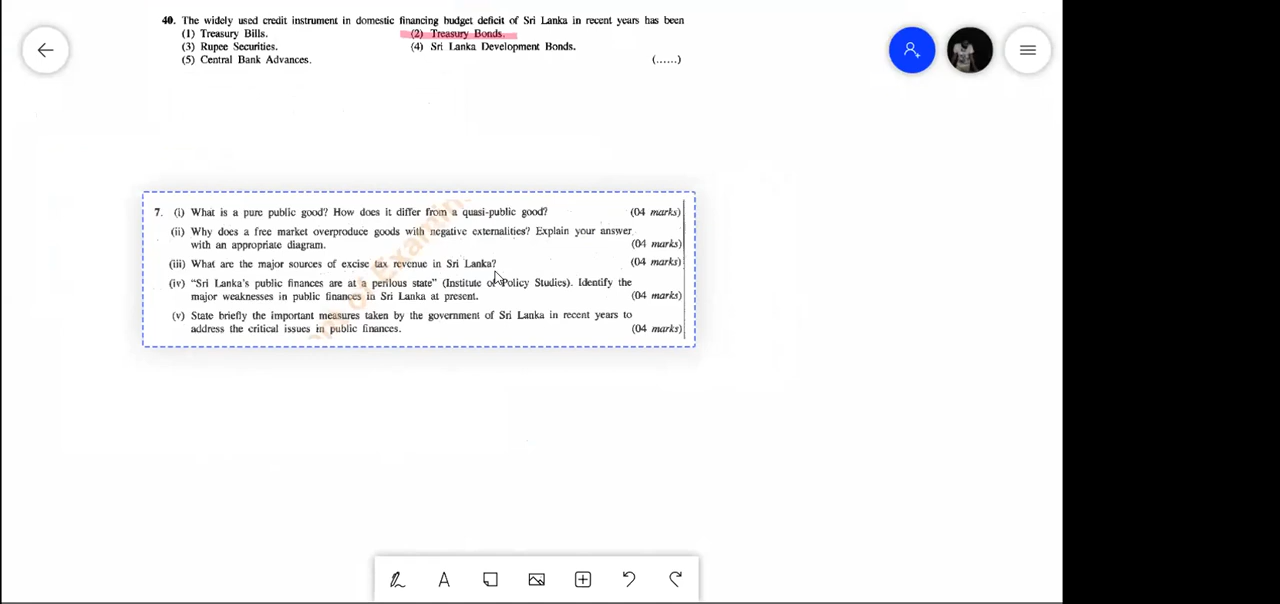 40. The widely used credit instrument in domestic financing budget deficit of Sri Lanka in recent years has been
(1) Treasury Bills. (2) Treasury Bonds.
(3) Rupee Securities. (4) Sri Lanka Development Bonds.
(5) Central Bank Advances. (......)
7. (i) What is a pure public good? How does it differ from a quasi-public good? (04 marks)
(ii) Why does a free market overproduce goods with negative externalities? Explain your answer
with an appropriate diagram. (04 marks)
(iii) What are the major sources of excise tax revenue in Sri Lanka? (04 marks)
(iv) “Sri Lanka’s public finances are at a perilous state” (Institute of Policy Studies). Identify the
major weaknesses in public finances in Sri Lanka at present. (04 marks)
(v) State briefly the important measures taken by the government of Sri Lanka in recent years to
address the critical issues in public finances. (04 marks)